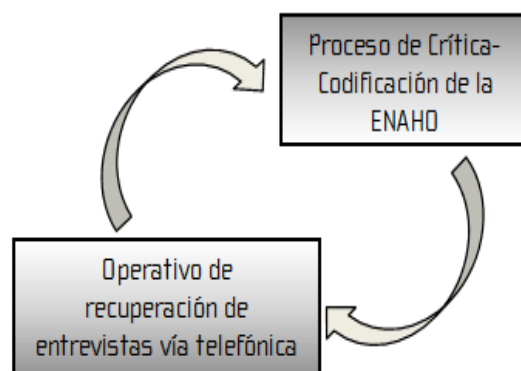 Proceso de Crítica-
Codificación de la
ENAHO
Operativo de
recuperación de
entrevistas vía telefónica